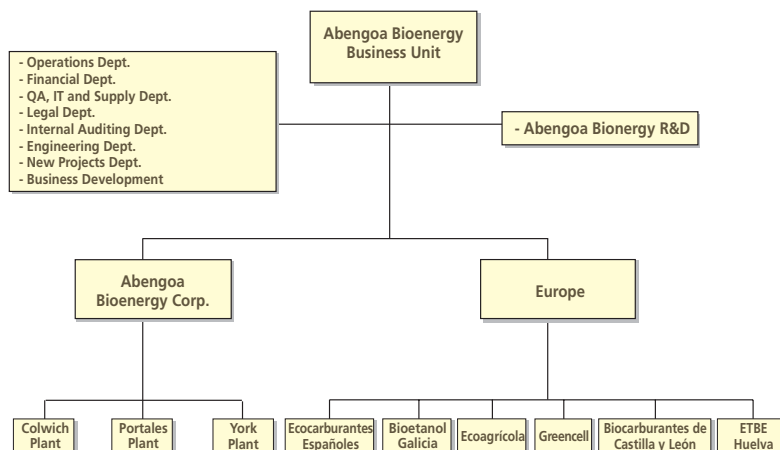 Abengoa Bioenergy
Business Unit
- Operations Dept.
- Financial Dept.
- QA, IT and Supply Dept.
- Legal Dept.
- Internal Auditing Dept.
- Engineering Dept.
- New Projects Dept.
- Business Development
- Abengoa Bionergy R&D
Abengoa
Bioenergy Corp.
Europe
Colwich
Plant
Portales
Plant
York
Plant
Ecocarburantes
Españoles
Bioetanol
Galicia
Ecoagrícola
Greencell
Biocarburantes de
Castilla y León
ETBE
Huelva